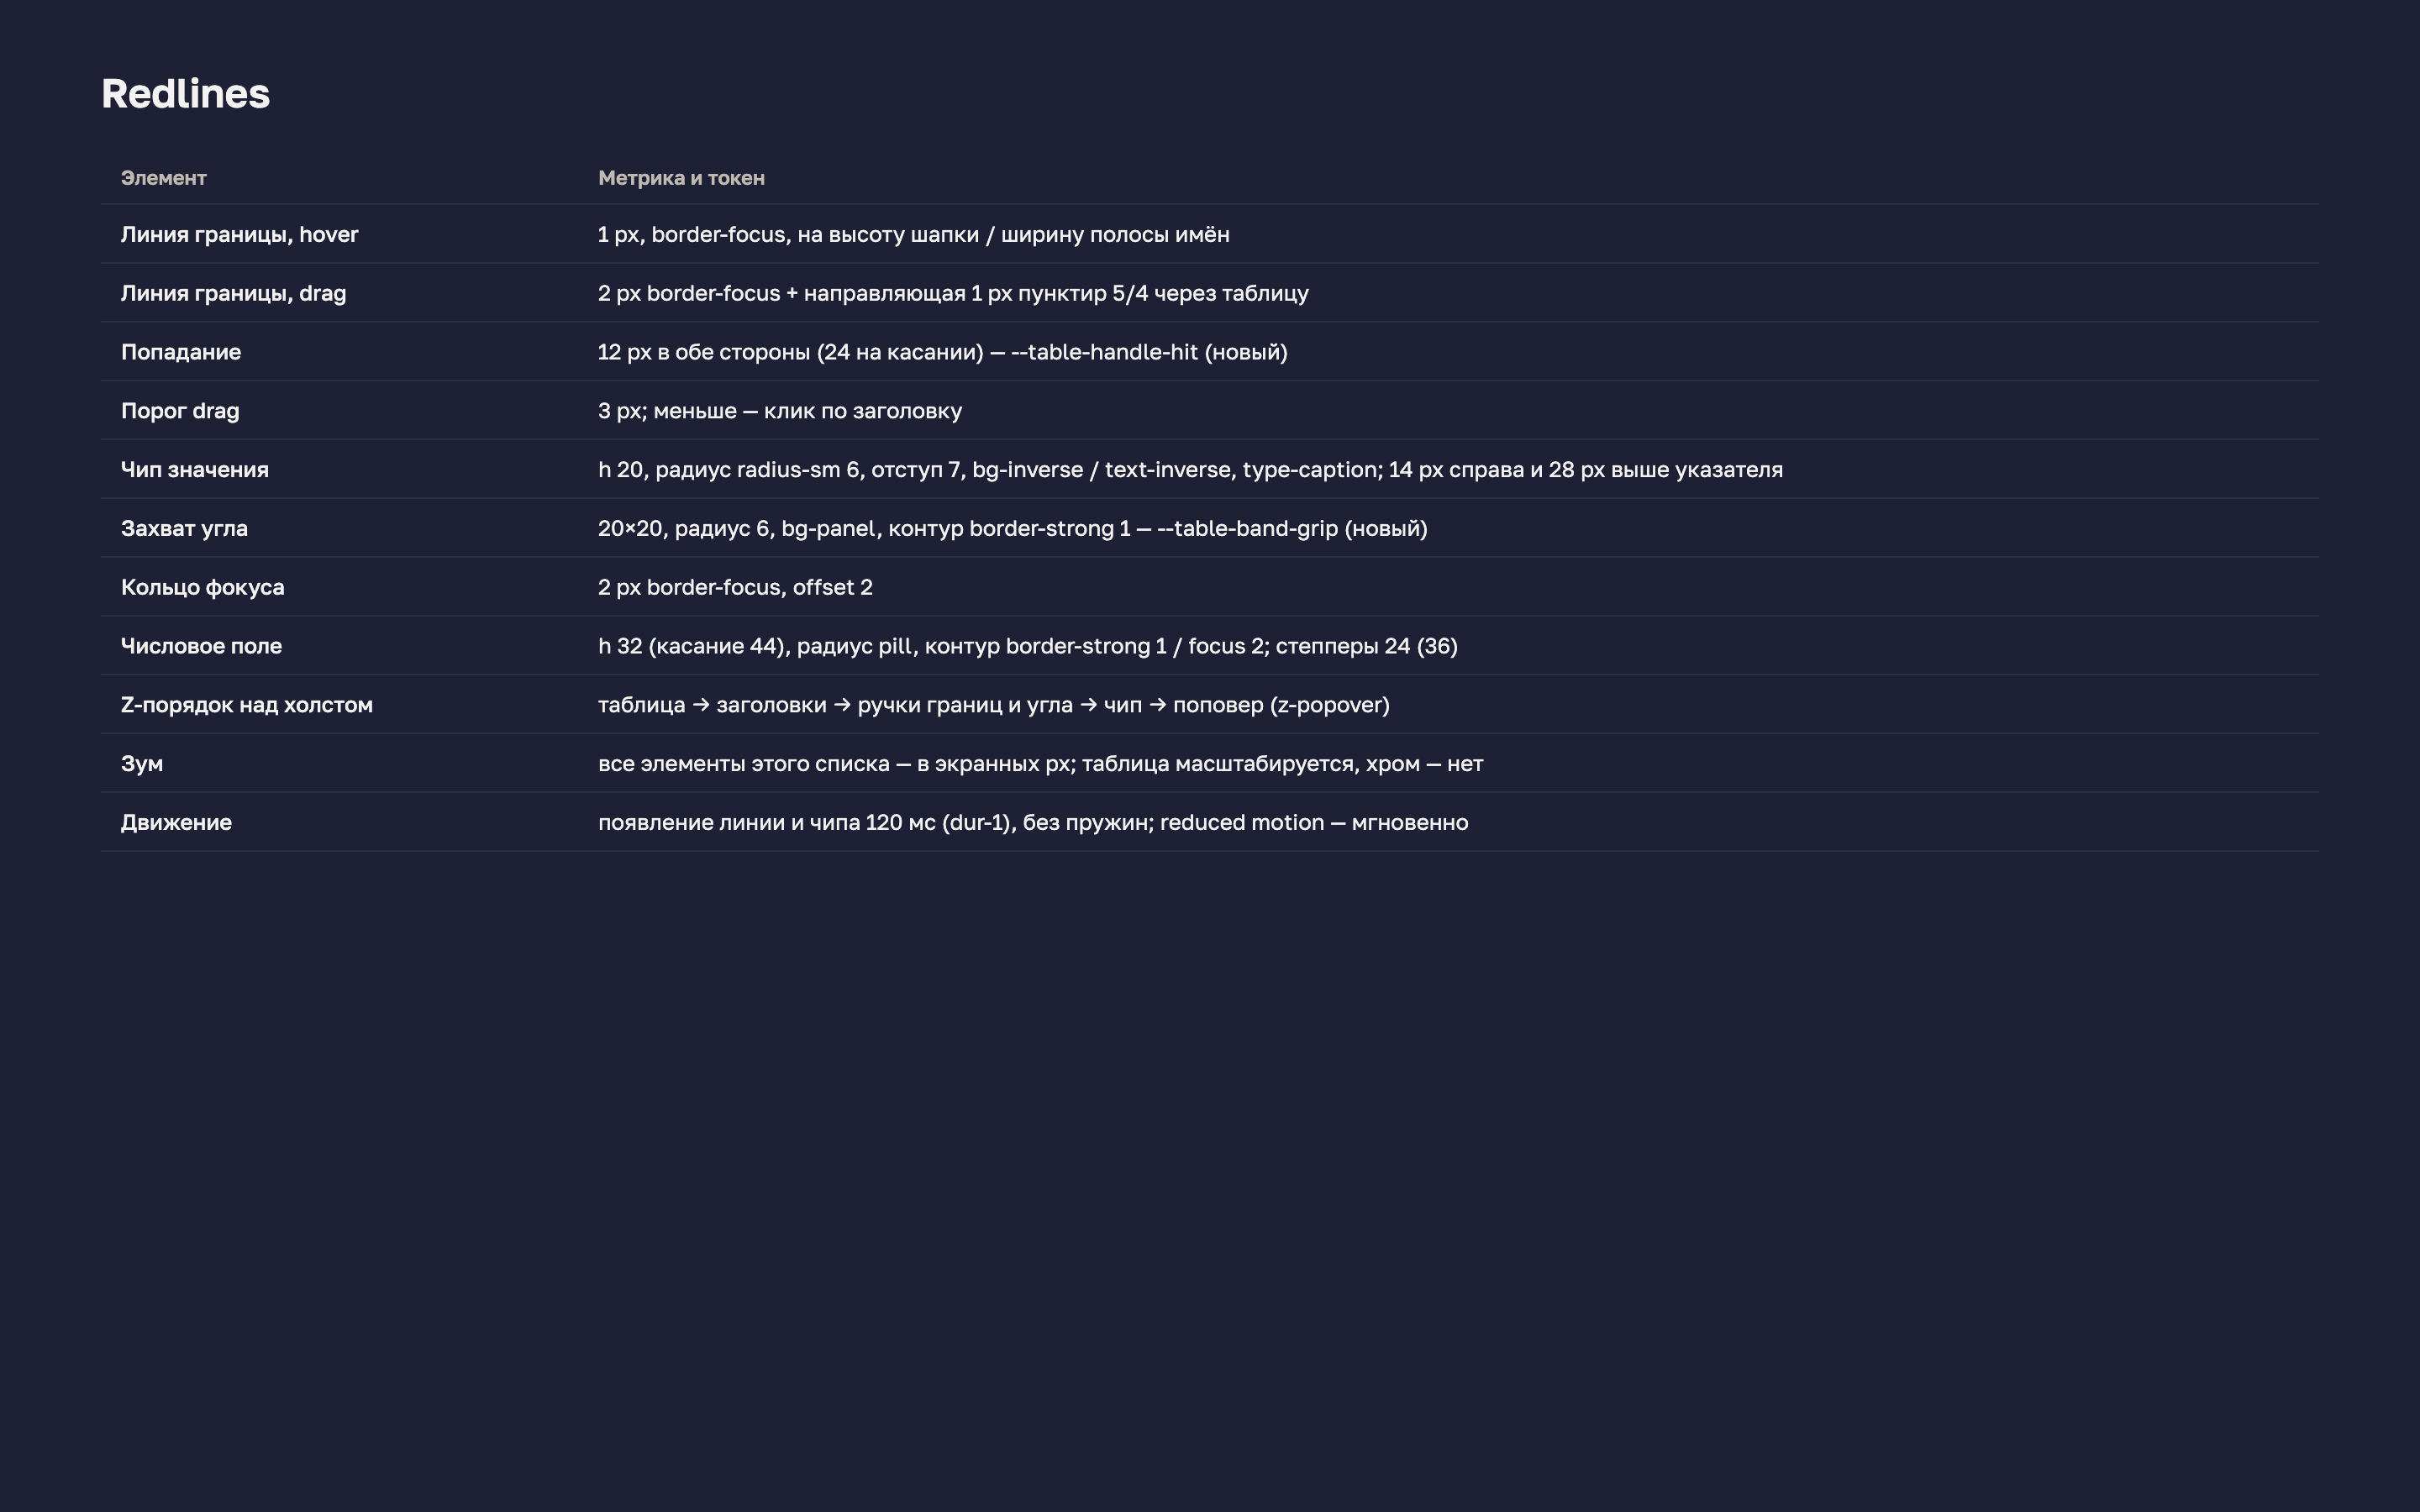 Redlines
Элемент Метрика и токен
Линия границы, hover 1 px, border-focus, на высоту шапки / ширину полосы имён
Линия границы, drag 2 px border-focus + направляющая 1 px пунктир 5/4 через таблицу
Попадание 12 px в обе стороны (24 на касании) — --table-handle-hit (новый)
Порог drag 3 px; меньше — клик по заголовку
Чип значения h 20, радиус radius-sm 6, отступ 7, bg-inverse / text-inverse, type-caption; 14 px справа и 28 px выше указателя
Захват угла 20×20, радиус 6, bg-panel, контур border-strong 1 — --table-band-grip (новый)
Кольцо фокуса 2 px border-focus, offset 2
Числовое поле h 32 (касание 44), радиус pill, контур border-strong 1 / focus 2; степперы 24 (36)
Z-порядок над холстом таблица → заголовки → ручки границ и угла → чип → поповер (z-popover)
Зум все элементы этого списка — в экранных px; таблица масштабируется, хром — нет
Движение появление линии и чипа 120 мс (dur-1), без пружин; reduced motion — мгновенно